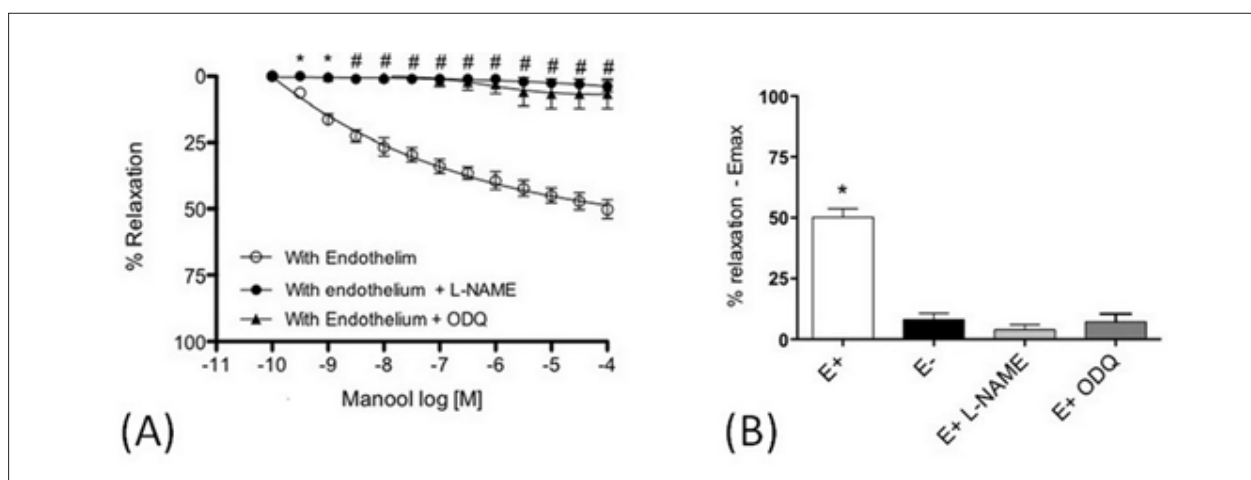 * * # # # # # # # # # #
0
25
50
75
100
% Relaxation
With Endothelim
With endothelium + L-NAME
With Endothelium + ODQ
-11 -10 -9 -8 -7 -6 -5 -4
Manool log [M]
(A)
100
75
50
25
0
% relaxation - Emax
*
E+
E-
E+ L-NAME
E+ ODQ
(B)